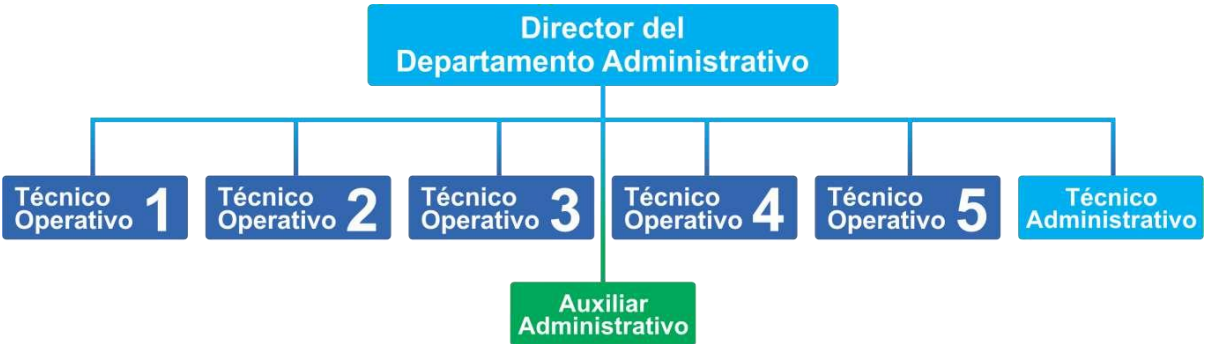 Director del
Departamento Administrativo
Técnico
Operativo 1
Técnico
Operativo 2
Técnico
Operativo 3
Técnico
Operativo 4
Técnico
Operativo 5
Técnico
Administrativo
Auxiliar
Administrativo